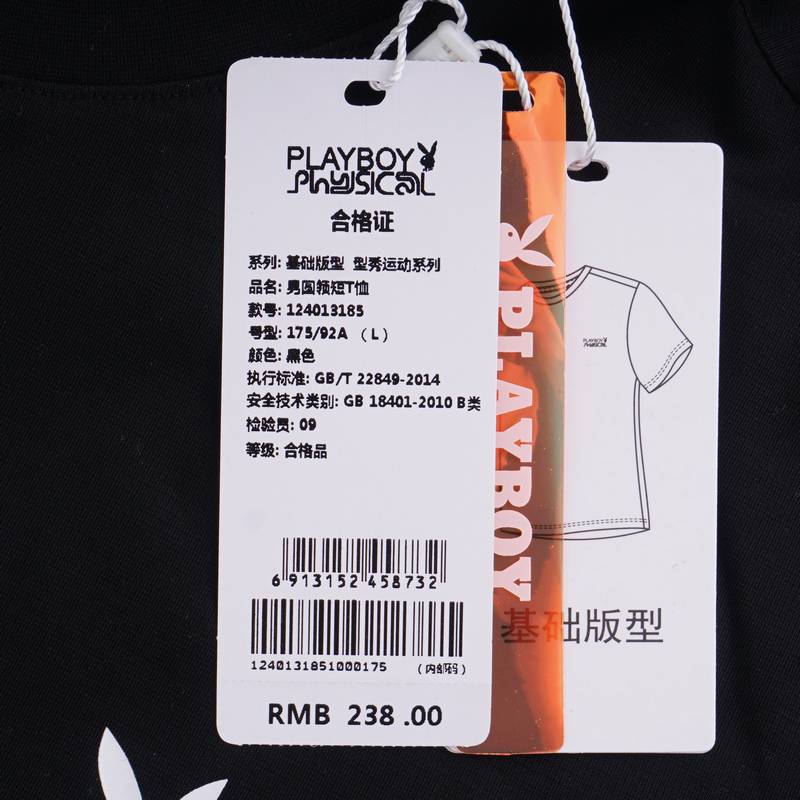 PLAYBOY
Physical
合格证
系列: 基础版型 型秀运动系列
品名: 男圆领短T恤
款号: 124013185
号型: 175/92A （L）
颜色: 黑色
执行标准: GB/T 22849-2014
安全技术类别: GB 18401-2010 B类
检验员: 09
等级: 合格品
6 913152 458732
1240131851000175 （内部码）
RMB 238.00
PLAYBOY
PLAYBOY
Physical
基础版型